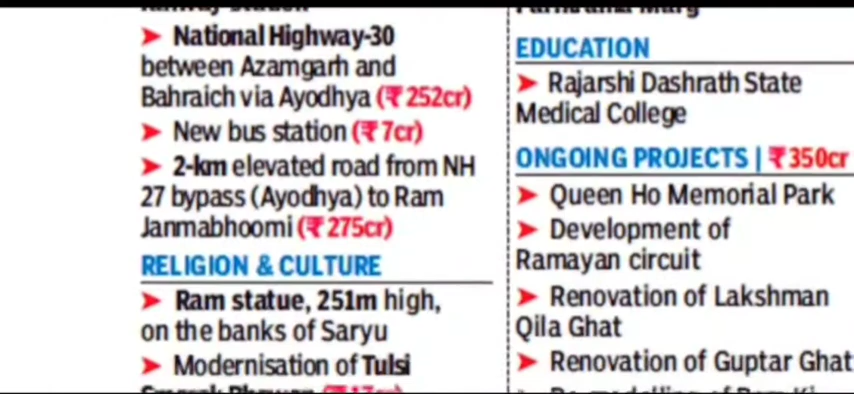 ➤ National Highway-30
between Azamgarh and
Bahraich via Ayodhya (₹252cr)
➤ New bus station (₹7cr)
➤ 2-km elevated road from NH
27 bypass (Ayodhya) to Ram
Janmabhoomi (₹275cr)
RELIGION & CULTURE
➤ Ram statue, 251m high,
on the banks of Saryu
➤ Modernisation of Tulsi
EDUCATION
➤ Rajarshi Dashrath State
Medical College
ONGOING PROJECTS | ₹350cr
➤ Queen Ho Memorial Park
➤ Development of
Ramayan circuit
➤ Renovation of Lakshman
Qila Ghat
➤ Renovation of Guptar Ghat